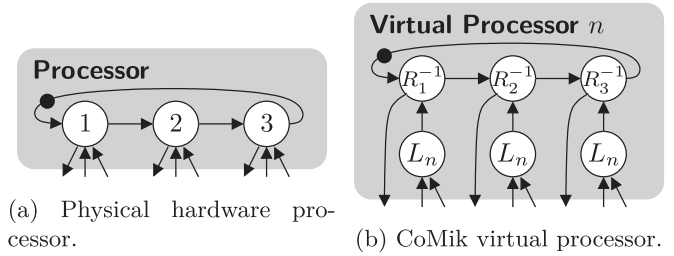 Processor
1 2 3
(a) Physical hardware pro-
cessor.
Virtual Processor n
R₁⁻¹ R₂⁻¹ R₃⁻¹
Lₙ Lₙ Lₙ
(b) CoMik virtual processor.